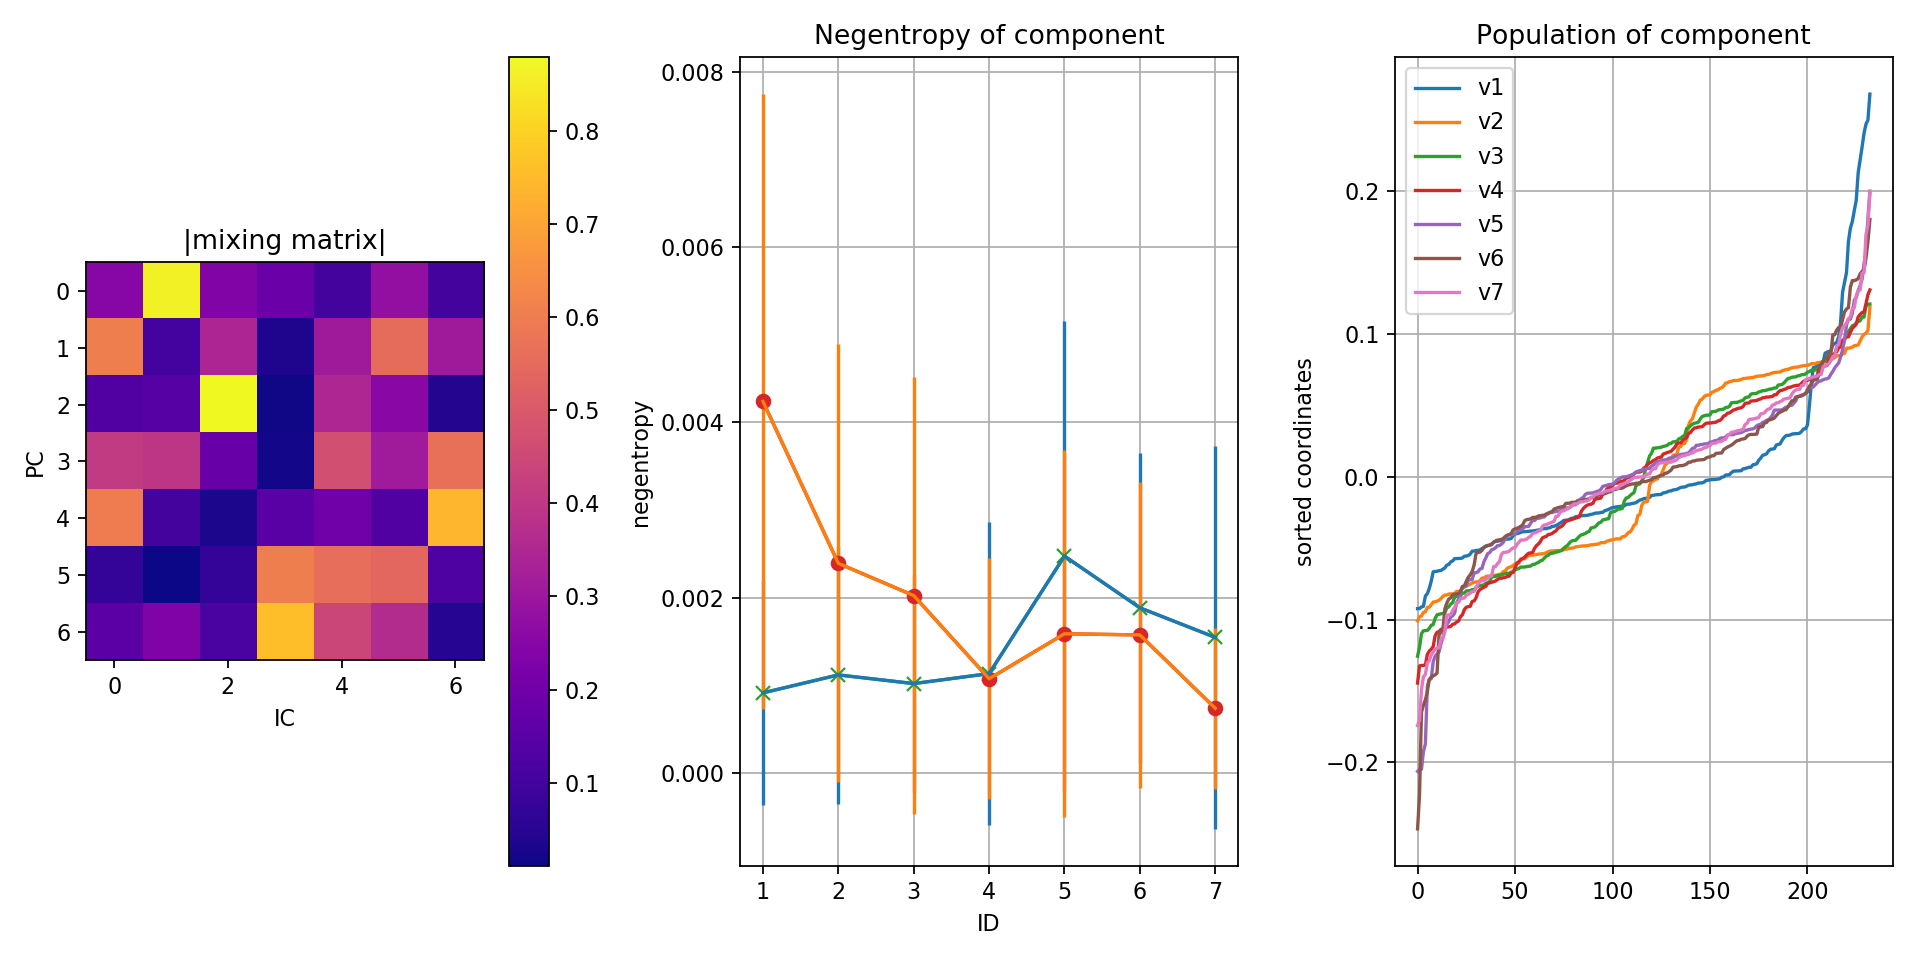 |mixing matrix|
PC
0
1
2
3
4
5
6
0 2 4 6
IC
0.8
0.7
0.6
0.5
0.4
0.3
0.2
0.1
Negentropy of component
negentropy
0.008
0.006
0.004
0.002
0.000
1 2 3 4 5 6 7
ID
Population of component
sorted coordinates
0.2
0.1
0.0
−0.1
−0.2
v1
v2
v3
v4
v5
v6
v7
0 50 100 150 200